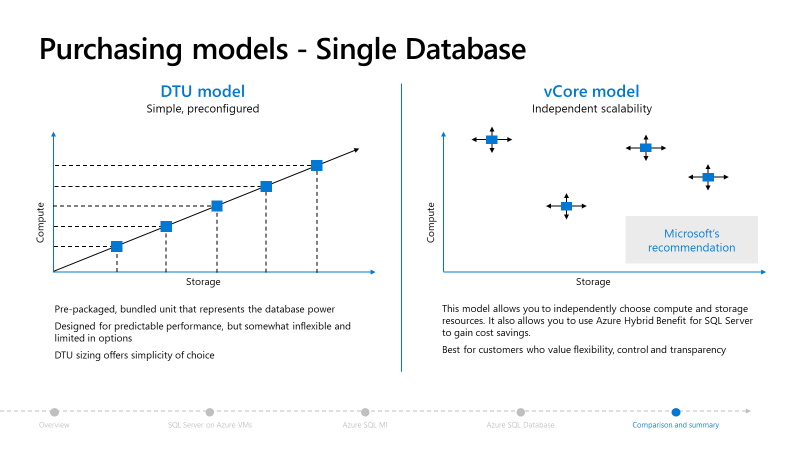 Purchasing models - Single Database
DTU model
Simple, preconfigured
Compute
Storage
Pre-packaged, bundled unit that represents the database power
Designed for predictable performance, but somewhat inflexible and
limited in options
DTU sizing offers simplicity of choice
vCore model
Independent scalability
Compute
Microsoft's
recommendation
Storage
This model allows you to independently choose compute and storage
resources. It also allows you to use Azure Hybrid Benefit for SQL Server
to gain cost savings.
Best for customers who value flexibility, control and transparency
Overview
SQL Server on Azure VMs
Azure SQL MI
Azure SQL Database
Comparison and summary